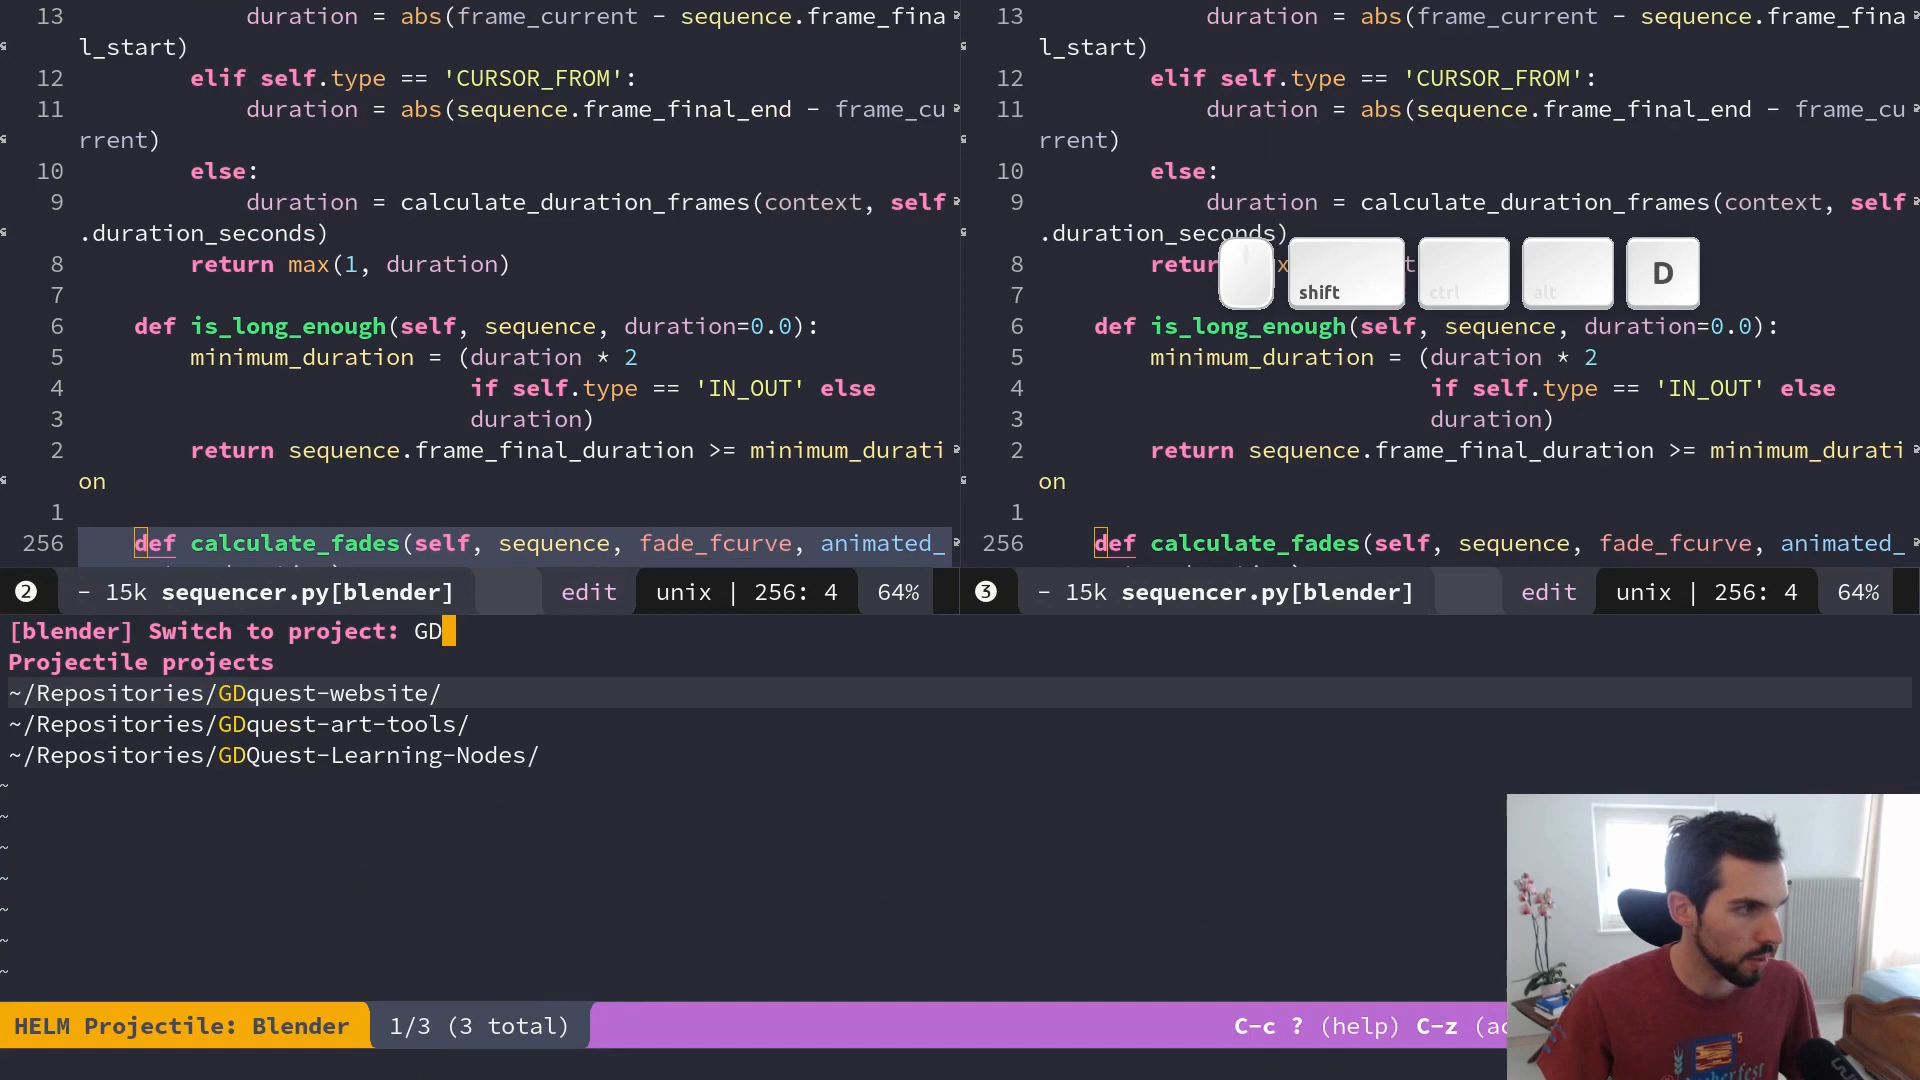 13 duration = abs(frame_current - sequence.frame_fina
l_start)
12 elif self.type == 'CURSOR_FROM':
11 duration = abs(sequence.frame_final_end - frame_cu
rrent)
10 else:
9 duration = calculate_duration_frames(context, self
.duration_seconds)
8 return max(1, duration)
7
6 def is_long_enough(self, sequence, duration=0.0):
5 minimum_duration = (duration * 2
4 if self.type == 'IN_OUT' else
3 duration)
2 return sequence.frame_final_duration >= minimum_durati
on
1
256 def calculate_fades(self, sequence, fade_fcurve, animated_
❷ - 15k sequencer.py[blender] edit unix | 256: 4 64%
13 duration = abs(frame_current - sequence.frame_fina
l_start)
12 elif self.type == 'CURSOR_FROM':
11 duration = abs(sequence.frame_final_end - frame_cu
rrent)
10 else:
9 duration = calculate_duration_frames(context, self
.duration_seconds)
8 retur
7
6 def is_long_enough(self, sequence, duration=0.0):
5 minimum_duration = (duration * 2
4 if self.type == 'IN_OUT' else
3 duration)
2 return sequence.frame_final_duration >= minimum_durati
on
1
256 def calculate_fades(self, sequence, fade_fcurve, animated_
❸ - 15k sequencer.py[blender] edit unix | 256: 4 64%
shift ctrl alt D
[blender] Switch to project: GD
Projectile projects
~/Repositories/GDquest-website/
~/Repositories/GDquest-art-tools/
~/Repositories/GDQuest-Learning-Nodes/
~
~
~
~
~
~
~
HELM Projectile: Blender 1/3 (3 total) C-c ? (help) C-z (ac